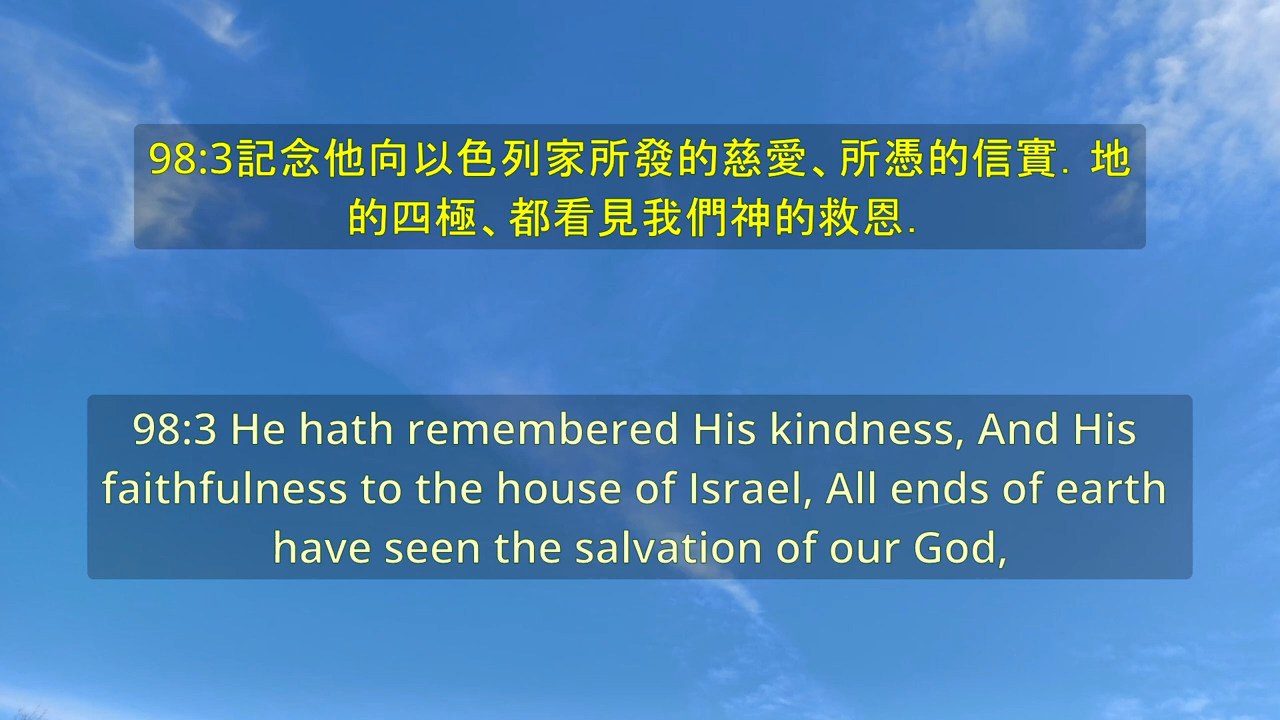 98:3記念他向以色列家所發的慈愛、所憑的信實. 地
的四極、都看見我們神的救恩.
98:3 He hath remembered His kindness, And His
faithfulness to the house of Israel, All ends of earth
have seen the salvation of our God,